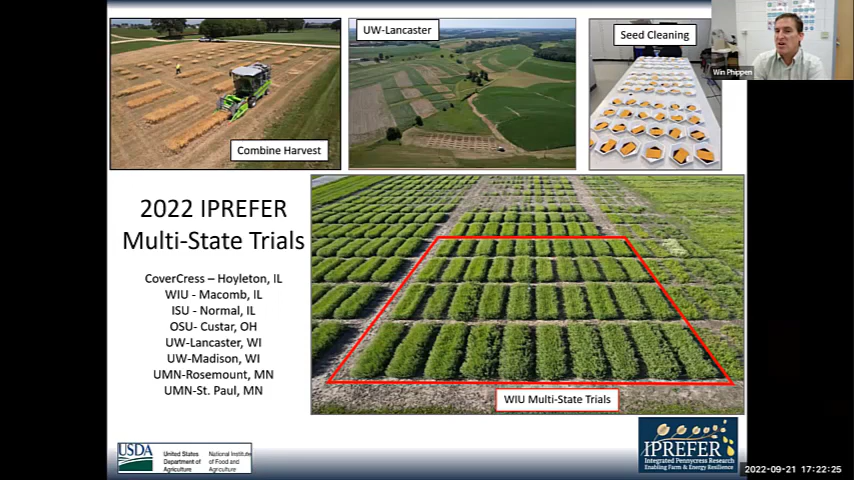 UW-Lancaster
Seed Cleaning
Win Phippen
Combine Harvest
2022 IPREFER
Multi-State Trials
CoverCress – Hoyleton, IL
WIU - Macomb, IL
ISU - Normal, IL
OSU- Custar, OH
UW-Lancaster, WI
UW-Madison, WI
UMN-Rosemount, MN
UMN-St. Paul, MN
WIU Multi-State Trials
USDA
United States
Department of
Agriculture
National Institute
of Food and
Agriculture
IPREFER
Integrated Pennycress Research
Enabling Farm & Energy Resilience
2022-09-21 17:22:25